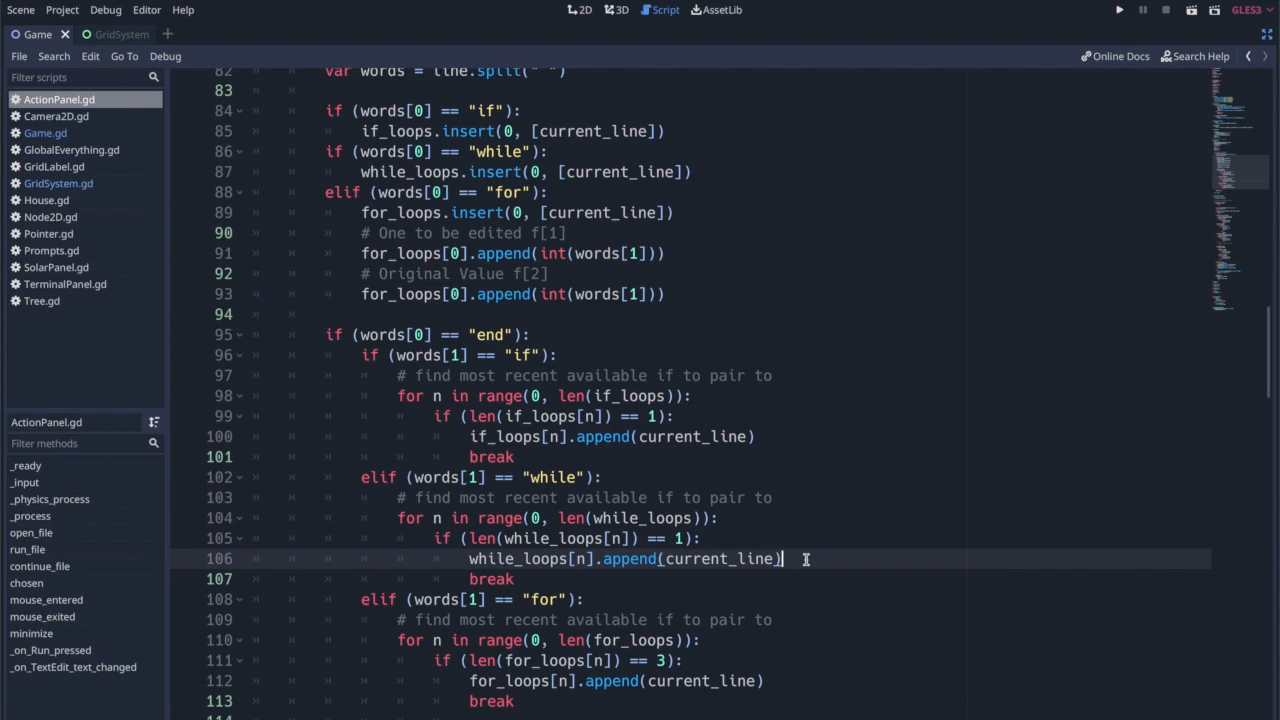 Scene Project Debug Editor Help 2D 3D Script AssetLib GLES3
Game GridSystem
File Search Edit Go To Debug Online Docs Search Help
Filter scripts
ActionPanel.gd
Camera2D.gd
Game.gd
GlobalEverything.gd
GridLabel.gd
GridSystem.gd
House.gd
Node2D.gd
Pointer.gd
Prompts.gd
SolarPanel.gd
TerminalPanel.gd
Tree.gd
ActionPanel.gd
Filter methods
_ready
_input
_physics_process
_process
open_file
run_file
continue_file
chosen
mouse_entered
mouse_exited
minimize
_on_Run_pressed
_on_TextEdit_text_changed
82 var words = line.split(" ")
83
84 if (words[0] == "if"):
85 if_loops.insert(0, [current_line])
86 if (words[0] == "while"):
87 while_loops.insert(0, [current_line])
88 elif (words[0] == "for"):
89 for_loops.insert(0, [current_line])
90 # One to be edited f[1]
91 for_loops[0].append(int(words[1]))
92 # Original Value f[2]
93 for_loops[0].append(int(words[1]))
94
95 if (words[0] == "end"):
96 if (words[1] == "if"):
97 # find most recent available if to pair to
98 for n in range(0, len(if_loops)):
99 if (len(if_loops[n]) == 1):
100 if_loops[n].append(current_line)
101 break
102 elif (words[1] == "while"):
103 # find most recent available if to pair to
104 for n in range(0, len(while_loops)):
105 if (len(while_loops[n]) == 1):
106 while_loops[n].append(current_line)
107 break
108 elif (words[1] == "for"):
109 # find most recent available if to pair to
110 for n in range(0, len(for_loops)):
111 if (len(for_loops[n]) == 3):
112 for_loops[n].append(current_line)
113 break